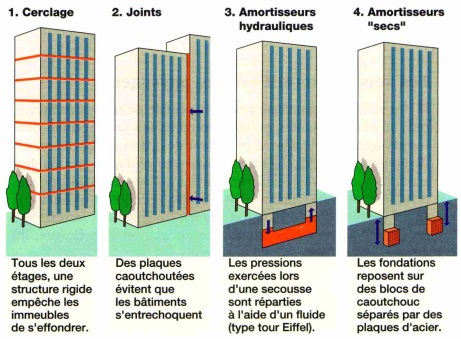 1. Cerclage
Tous les deux
étages, une
structure rigide
empêche les
immeubles
de s'effondrer.
2. Joints
Des plaques
caoutchoutées
évitent que
les bâtiments
s'entrechoquent
3. Amortisseurs
hydrauliques
Les pressions
exercées lors
d'une secousse
sont réparties
à l'aide d'un fluide
(type tour Eiffel).
4. Amortisseurs
"secs"
Les fondations
reposent sur
des blocs de
caoutchouc
séparés par des
plaques d'acier.